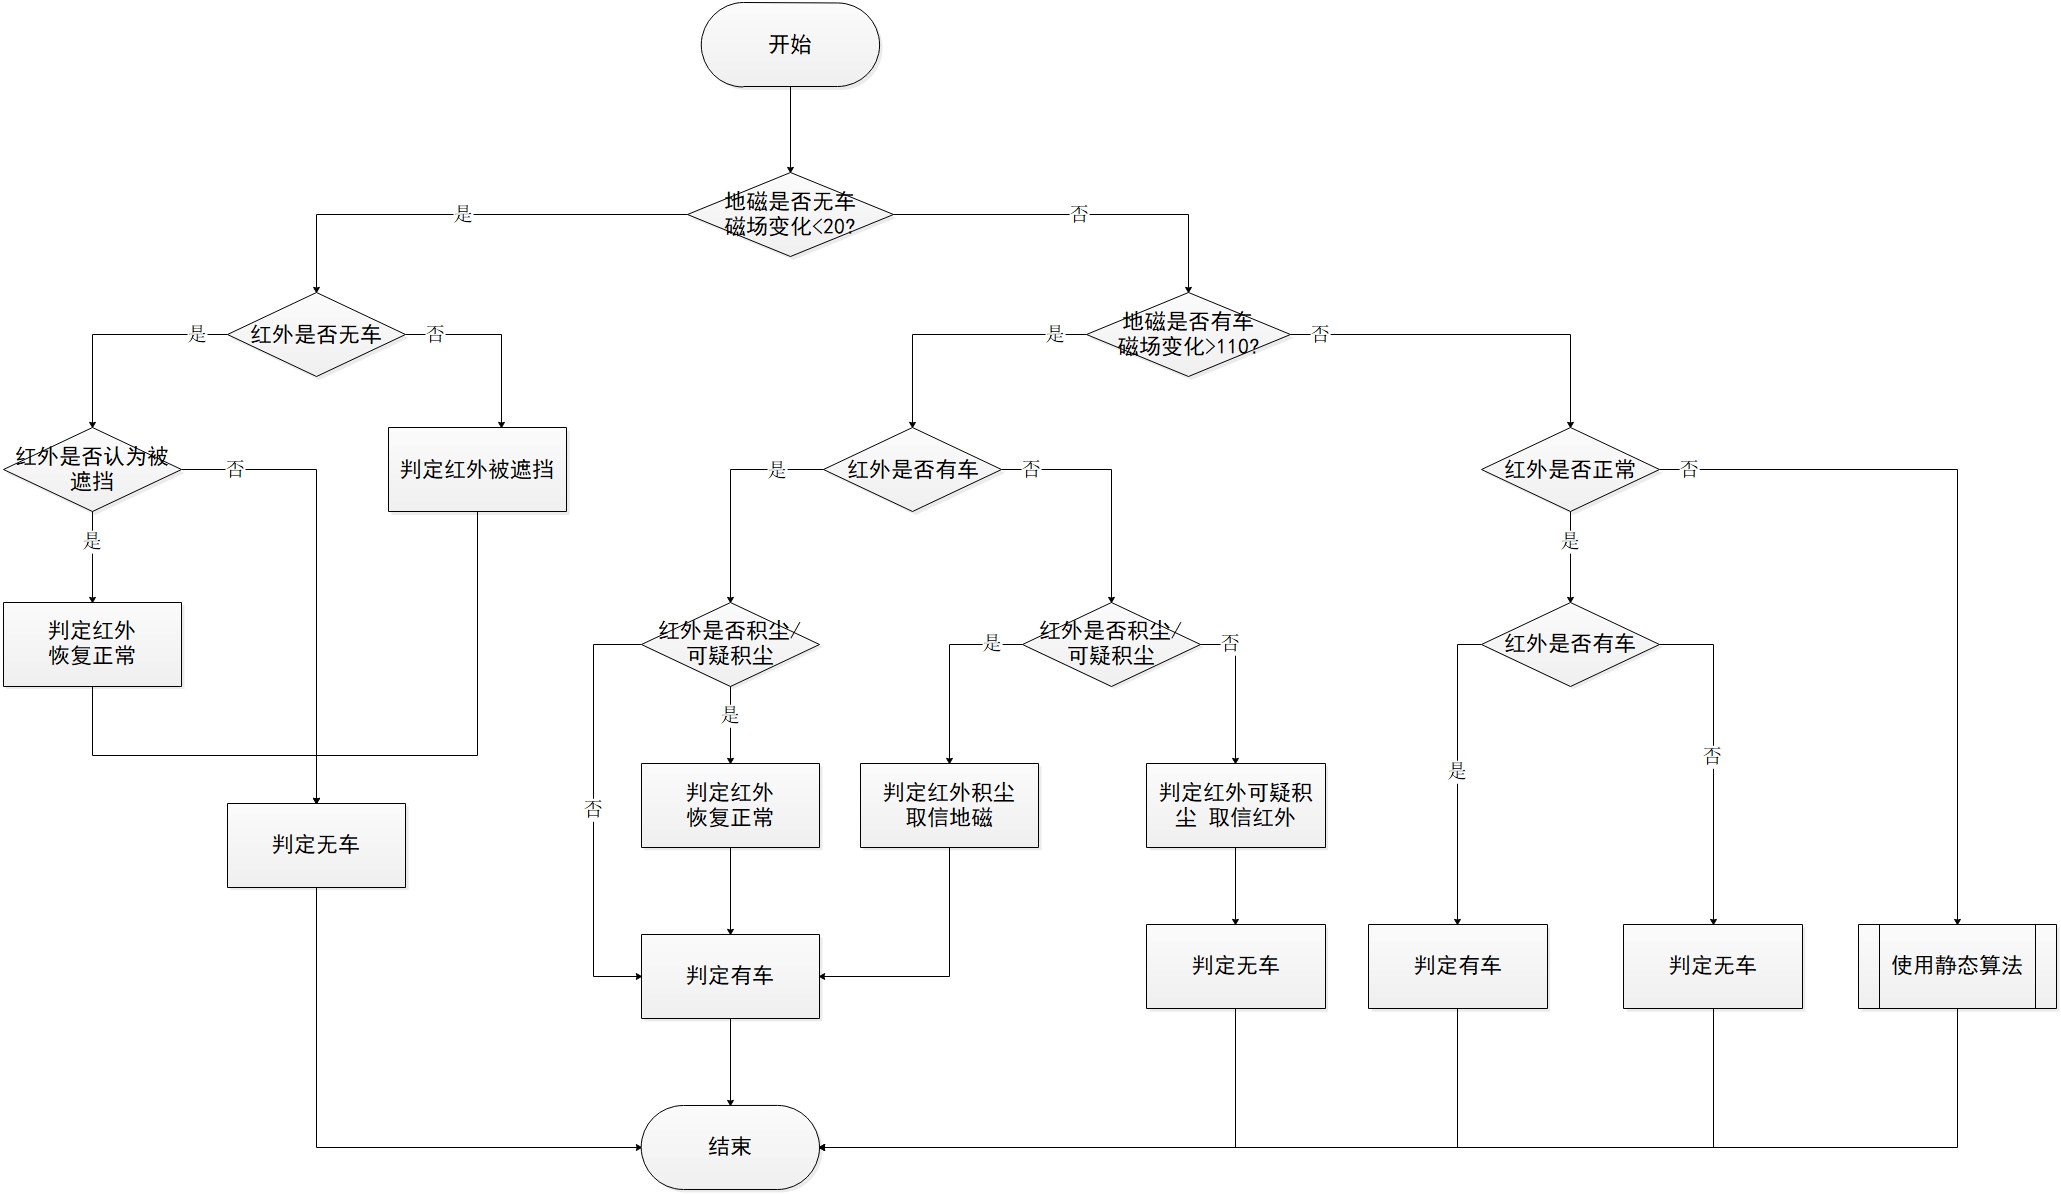 开始
地磁是否无车
磁场变化<20?
是
否
红外是否无车
是
否
地磁是否有车
磁场变化>110?
是
否
红外是否认为被
遮挡
否
是
判定红外被遮挡
红外是否有车
是
否
红外是否正常
否
是
判定红外
恢复正常
红外是否积尘/
可疑积尘
是
否
红外是否积尘/
可疑积尘
是
否
红外是否有车
是
否
判定红外
恢复正常
判定红外积尘
取信地磁
判定红外可疑积
尘 取信红外
判定无车
判定有车
判定无车
判定有车
判定无车
使用静态算法
结束